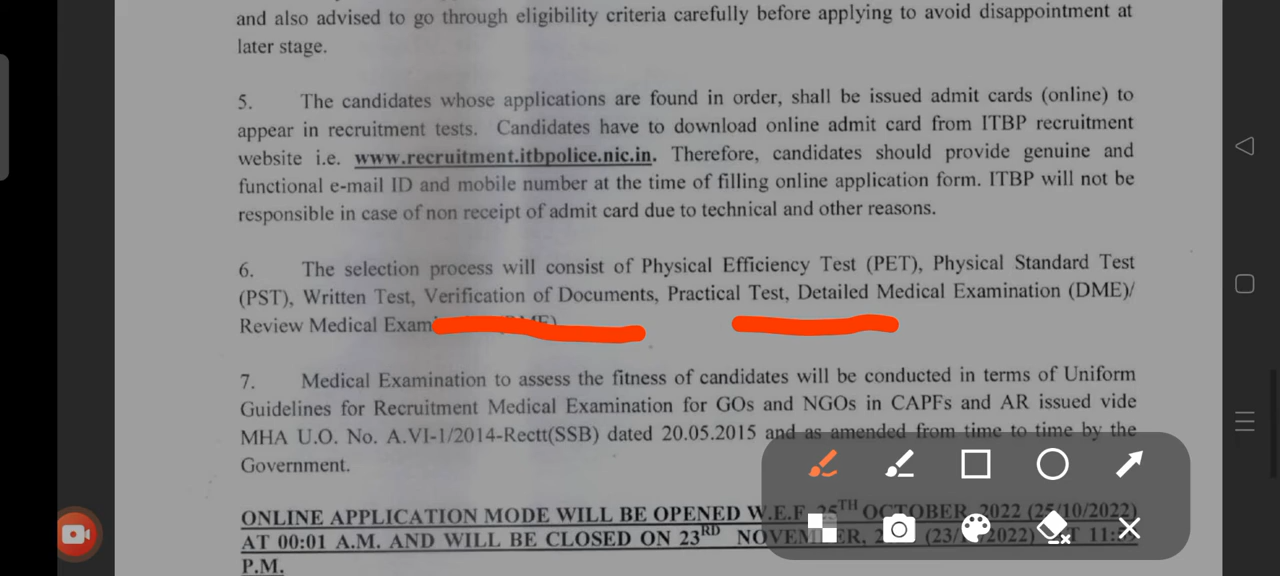 and also advised to go through eligibility criteria carefully before applying to avoid disappointment at
later stage.
5. The candidates whose applications are found in order, shall be issued admit cards (online) to
appear in recruitment tests. Candidates have to download online admit card from ITBP recruitment
website i.e. www.recruitment.itbpolice.nic.in. Therefore, candidates should provide genuine and
functional e-mail ID and mobile number at the time of filling online application form. ITBP will not be
responsible in case of non receipt of admit card due to technical and other reasons.
6. The selection process will consist of Physical Efficiency Test (PET), Physical Standard Test
(PST), Written Test, Verification of Documents, Practical Test, Detailed Medical Examination (DME)/
Review Medical
7. Medical Examination to assess the fitness of candidates will be conducted in terms of Uniform
Guidelines for Recruitment Medical Examination for GOs and NGOs in CAPFs and AR issued vide
MHA U.O. No. A.VI-1/2014-Rectt(SSB) dated 20.05.2015 and as amended from time to time by the
Government.
ONLINE APPLICATION MODE WILL BE OPENED W.E.F. 25TH OCTOBER, 2022 (25/10/2022)
AT 00:01 A.M. AND WILL BE CLOSED ON 23RD
P.M.